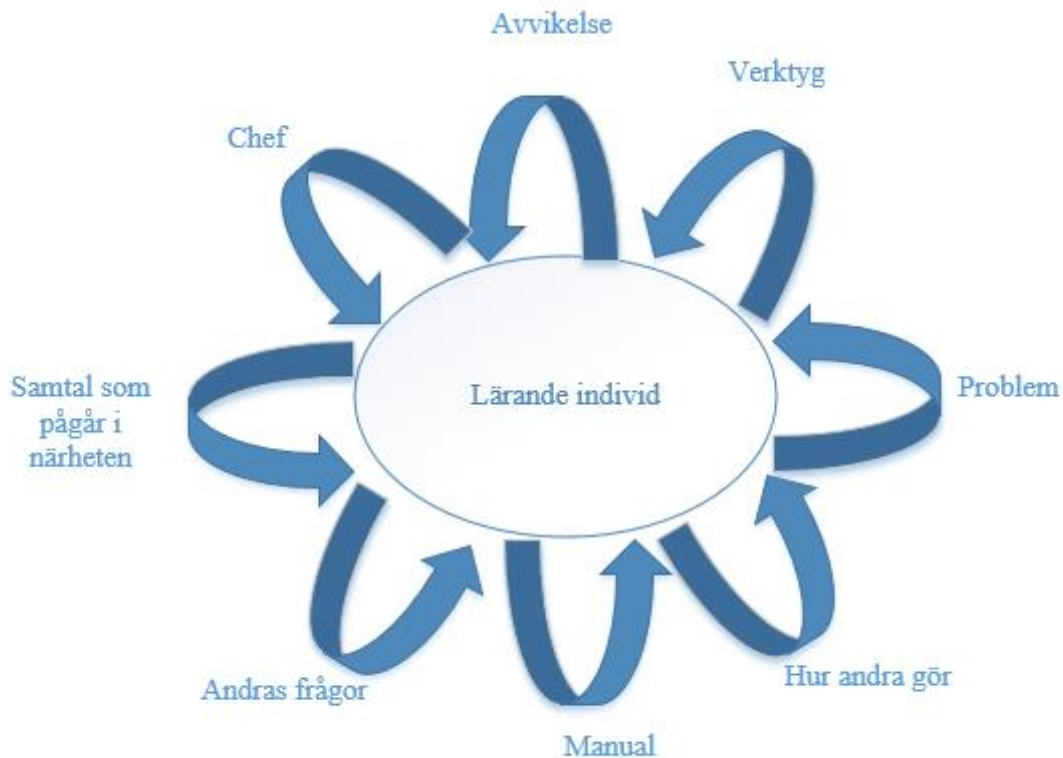 Avvikelse
Verktyg
Chef
Samtal som
pågår i
närheten
Lärande individ
Problem
Andras frågor
Hur andra gör
Manual